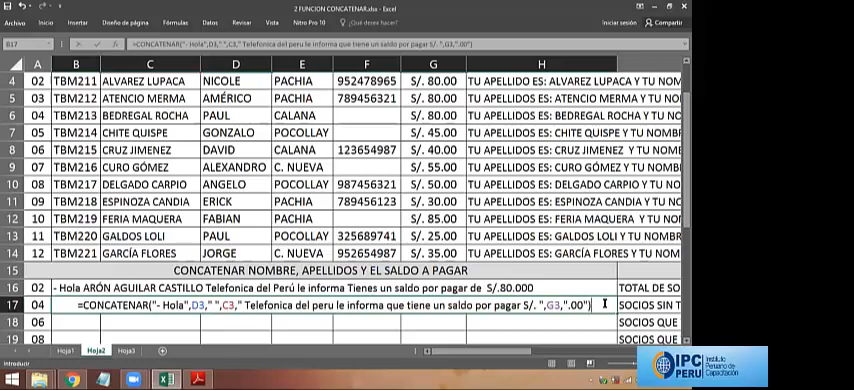 2 FUNCION CONCATENAR.xlsx - Excel
Archivo Inicio Insertar Diseño de página Fórmulas Datos Revisar Vista Nitro Pro 10 ¿Qué desea hacer? Iniciar sesión Compartir
B17 =CONCATENAR("- Hola",D3," ",C3," Telefonica del peru le informa que tiene un saldo por pagar S/. ",G3,".00")
A B C D E F G H
4 02 TBM211 ALVAREZ LUPACA NICOLE PACHIA 952478965 S/. 80.00 TU APELLIDO ES: ALVAREZ LUPACA Y TU NOM
5 03 TBM212 ATENCIO MERMA AMÉRICO PACHIA 789456321 S/. 80.00 TU APELLIDOS ES: ATENCIO MERMA Y TU NO
6 04 TBM213 BEDREGAL ROCHA PAUL CALANA S/. 80.00 TU APELLIDOS ES: BEDREGAL ROCHA Y TU NO
7 05 TBM214 CHITE QUISPE GONZALO POCOLLAY S/. 45.00 TU APELLIDOS ES: CHITE QUISPE Y TU NOMBR
8 06 TBM215 CRUZ JIMENEZ DAVID CALANA 123654987 S/. 40.00 TU APELLIDOS ES: CRUZ JIMENEZ Y TU NOME
9 07 TBM216 CURO GÓMEZ ALEXANDRO C. NUEVA S/. 55.00 TU APELLIDOS ES: CURO GÓMEZ Y TU NOMBR
10 08 TBM217 DELGADO CARPIO ANGELO POCOLLAY 987456321 S/. 50.00 TU APELLIDOS ES: DELGADO CARPIO Y TU NO
11 09 TBM218 ESPINOZA CANDIA ERICK PACHIA 789456123 S/. 30.00 TU APELLIDOS ES: ESPINOZA CANDIA Y TU NO
12 10 TBM219 FERIA MAQUERA FABIAN PACHIA S/. 85.00 TU APELLIDOS ES: FERIA MAQUERA Y TU NOM
13 11 TBM220 GALDOS LOLI PAUL POCOLLAY 325689741 S/. 25.00 TU APELLIDOS ES: GALDOS LOLI Y TU NOMBR
14 12 TBM221 GARCÍA FLORES JORGE C. NUEVA 952654987 S/. 35.00 TU APELLIDOS ES: GARCÍA FLORES Y TU NOM
15 CONCATENAR NOMBRE, APELLIDOS Y EL SALDO A PAGAR
16 02 - Hola ARÓN AGUILAR CASTILLO Telefonica del Perú le informa Tienes un saldo por pagar de S/.80.000 TOTAL DE SO
17 04 =CONCATENAR("- Hola",D3," ",C3," Telefonica del peru le informa que tiene un saldo por pagar S/. ",G3,".00") SOCIOS SIN T
18 06 SOCIOS QUE
19 08 SOCIOS QUE
Hoja1 Hoja2 Hoja3
Introducir
IPC PERU Instituto Peruano de Capacitación